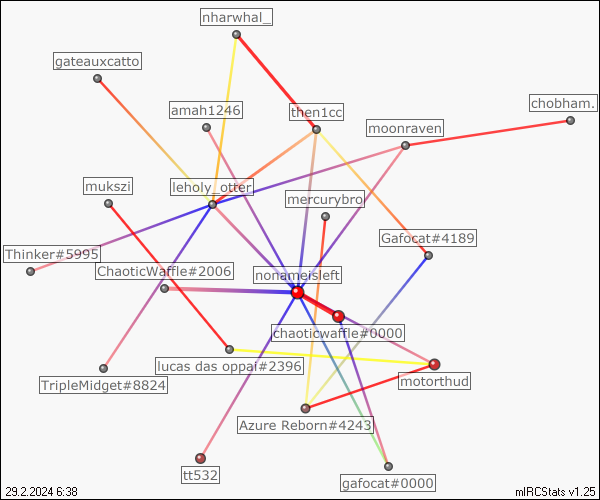 nharwhal_
gateauxcatto
amah1246
then1cc
chobham.
moonraven
mukszi
leholy_otter
mercurybro
Gafocat#4189
Thinker#5995
ChaoticWaffle#2006
nonameisleft
chaoticwaffle#0000
lucas das oppai#2396
TripleMidget#8824
motorthud
Azure Reborn#4243
tt532
gafocat#0000
29.2.2024 6:38
mIRCStats v1.25